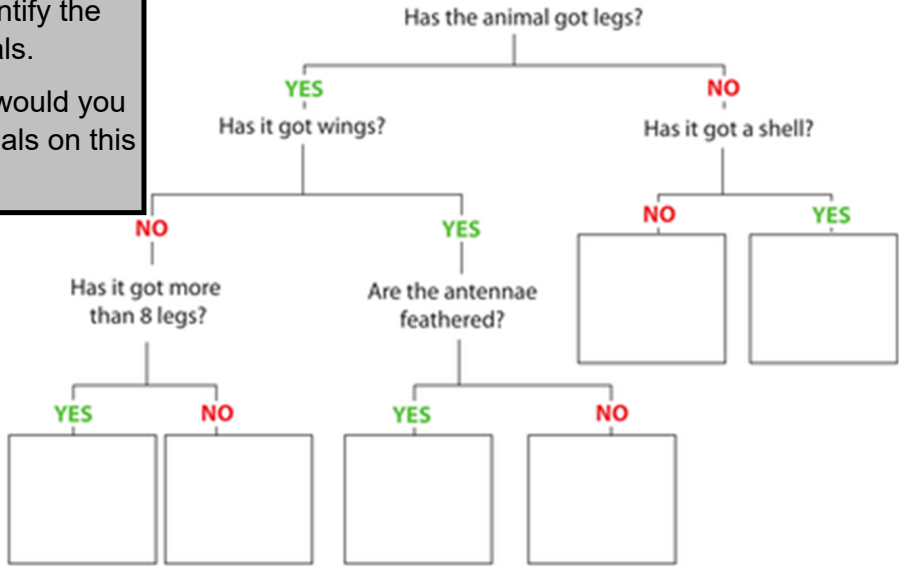 ntify the
als.
would you
als on this
Has the animal got legs?
YES
NO
Has it got wings?
Has it got a shell?
NO
YES
NO
YES
Has it got more
than 8 legs?
Are the antennae
feathered?
YES
NO
YES
NO